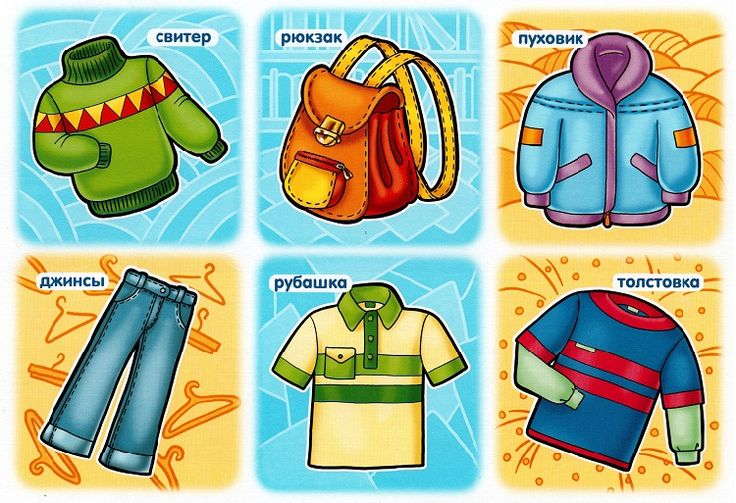 свитер
рюкзак
пуховик
джинсы
рубашка
толстовка